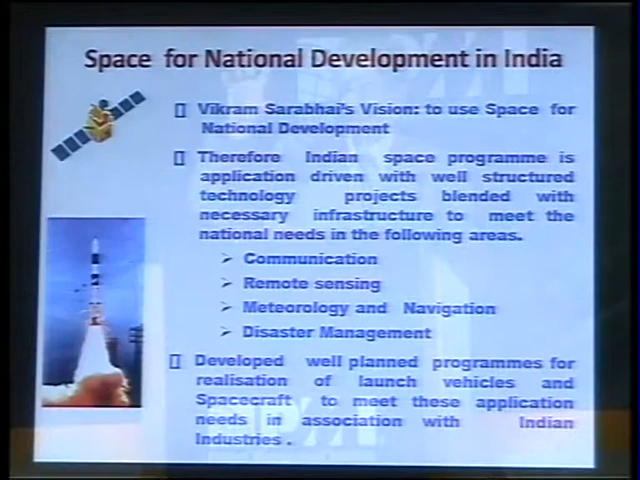 Space for National Development in India
Vikram Sarabhai's Vision: to use Space for
National Development
Therefore Indian space programme is
application driven with well structured
technology projects blended with
necessary infrastructure to meet the
national needs in the following areas.
Communication
Remote sensing
Meteorology and Navigation
Disaster Management
Developed well planned programmes for
realisation of launch vehicles and
Spacecraft to meet these application
needs in association with Indian
Industries.